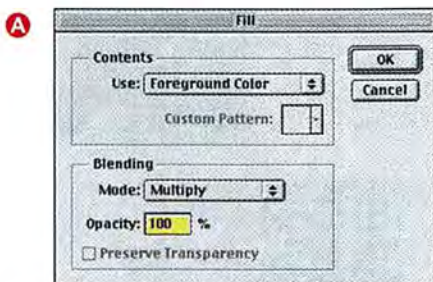 A
Fill
Contents
Use: Foreground Color
Custom Pattern:
OK
Cancel
Blending
Mode: Multiply
Opacity: 100 %
Preserve Transparency